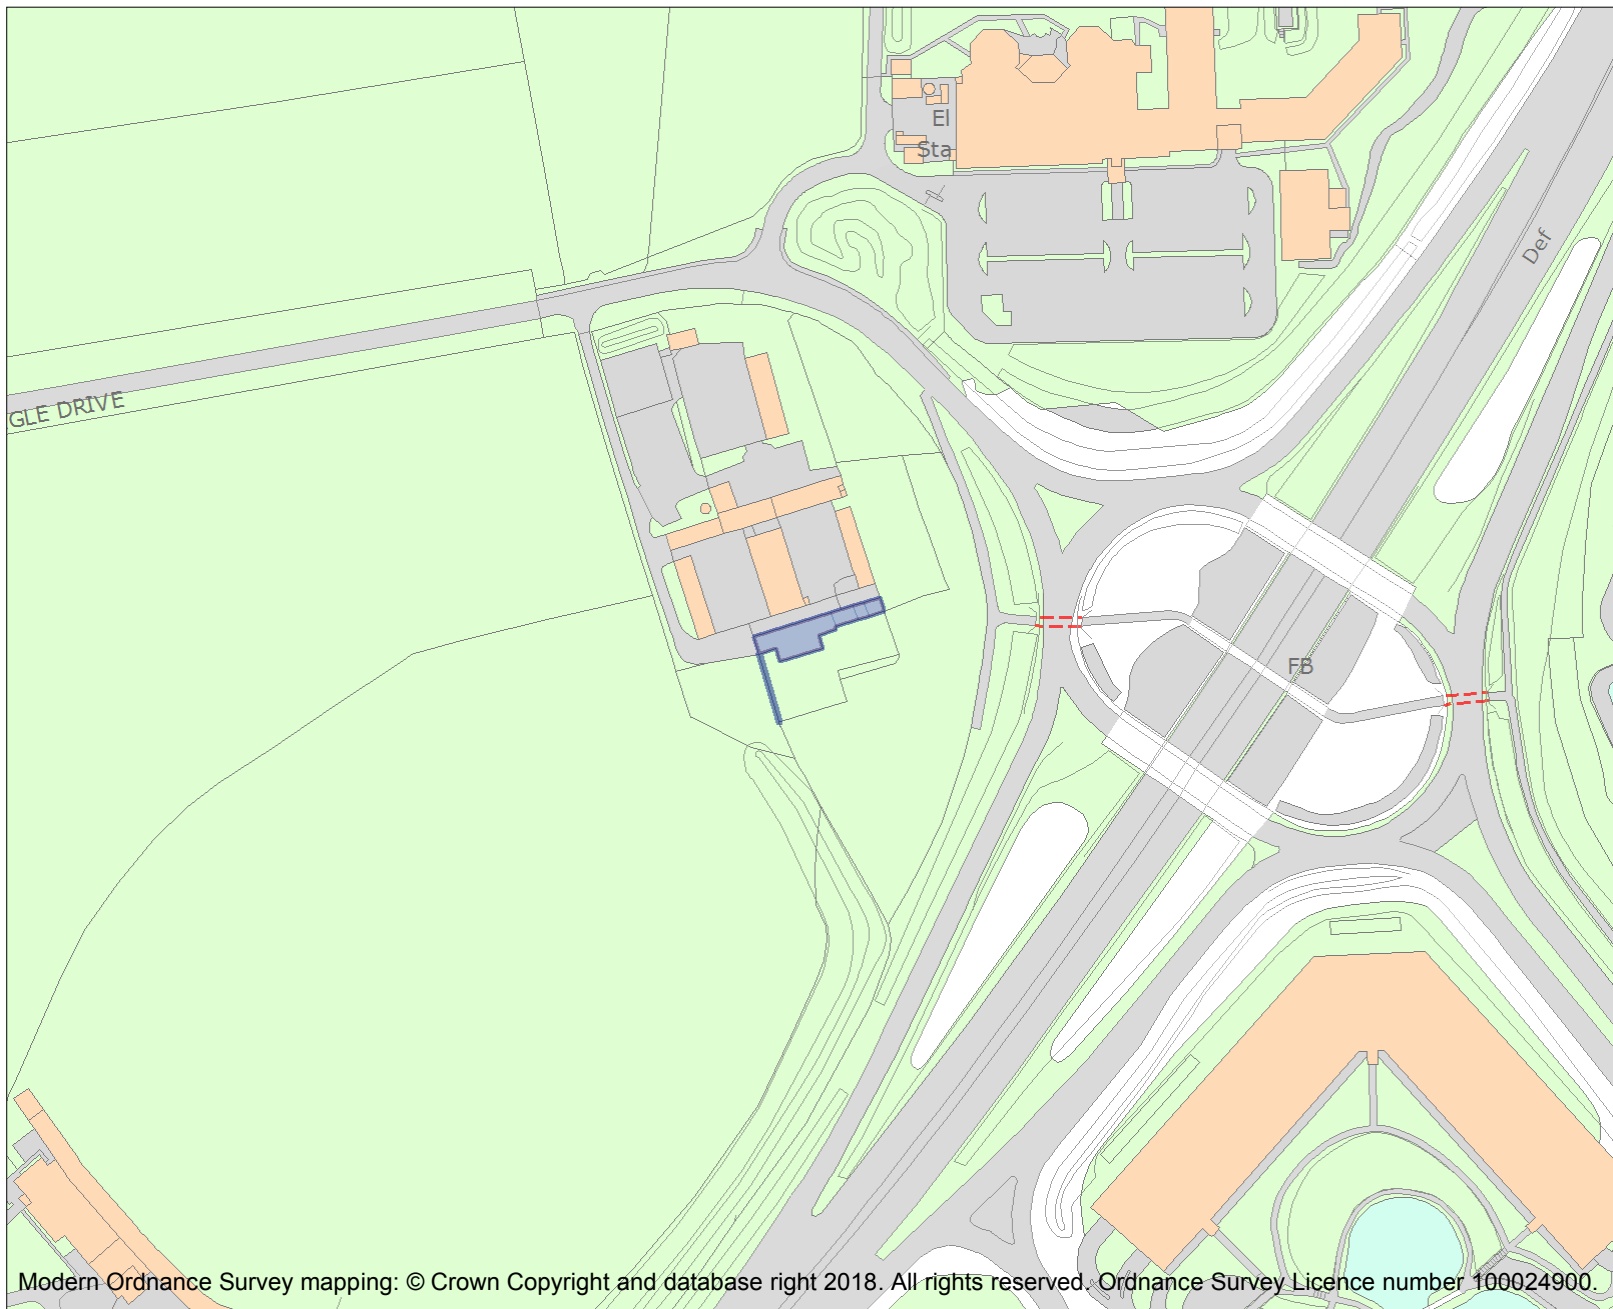 El
Sta
Def
GLE DRIVE
FB
Modern Ordnance Survey mapping: © Crown Copyright and database right 2018. All rights reserved. Ordnance Survey Licence number 100024900.